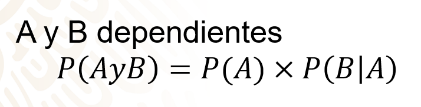 A y B dependientes
P(AyB) = P(A) × P(B|A)